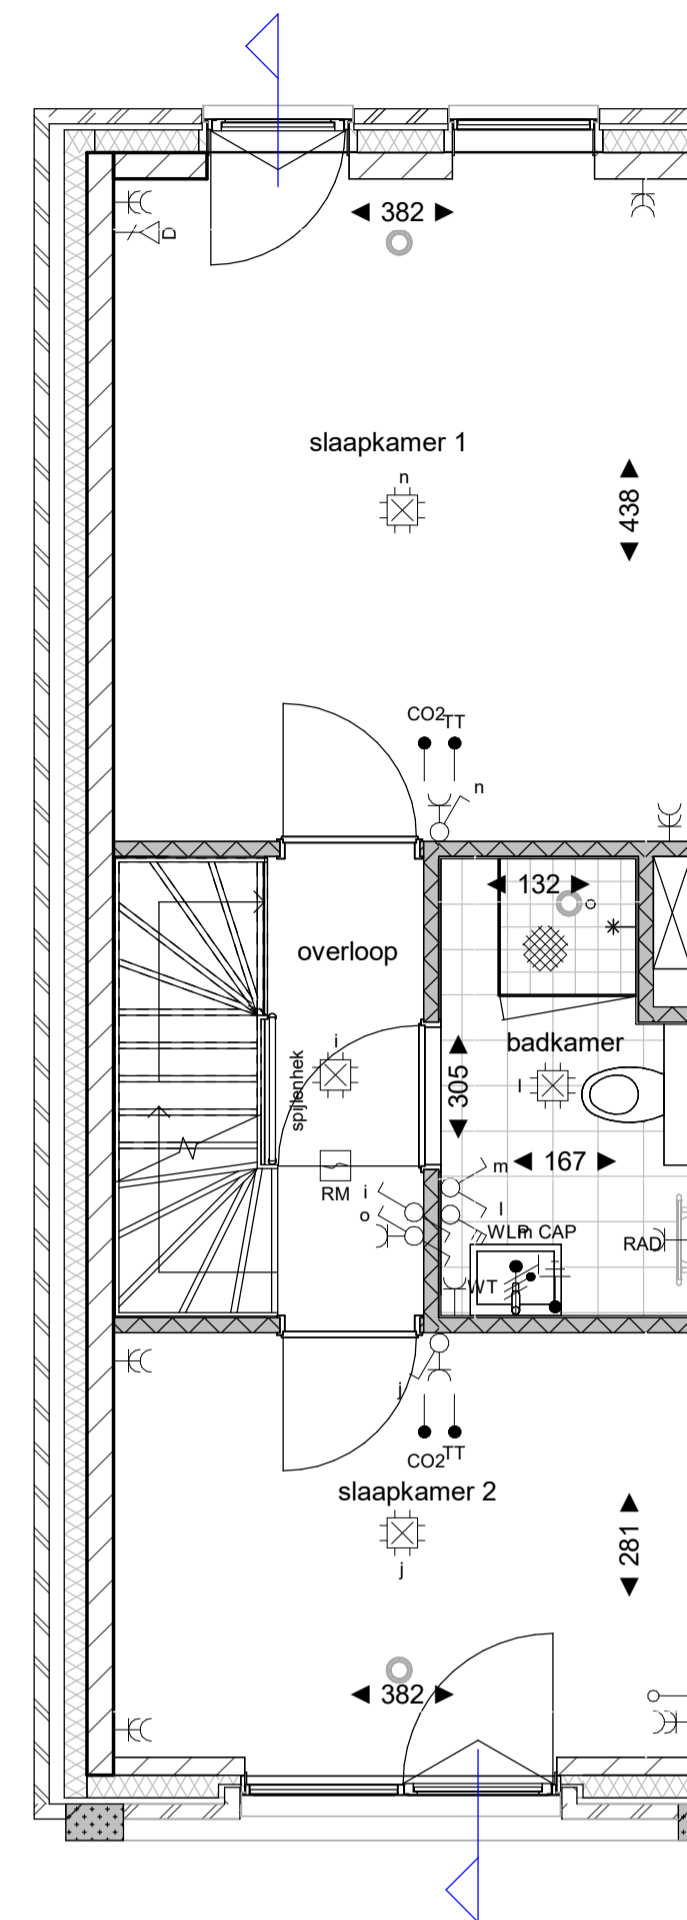 382
D
slaapkamer 1
n
438
CO2 TT
n
132
overloop
i
badkamer
l
spijlenhek
305
RM
m
167
i
o
l
CAP
RAD
WT
j
CO2 TT
slaapkamer 2
j
281
382